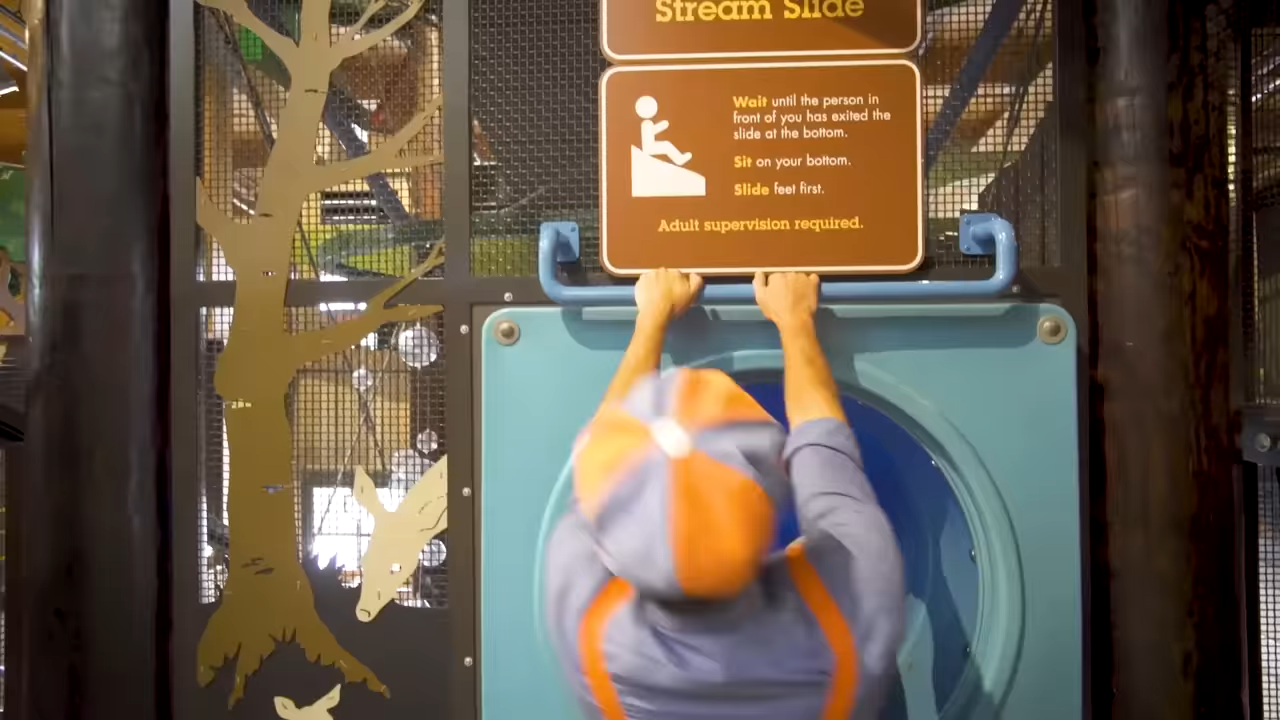 Stream Slide
Wait until the person in
front of you has exited the
slide at the bottom.
Sit on your bottom.
Slide feet first.
Adult supervision required.